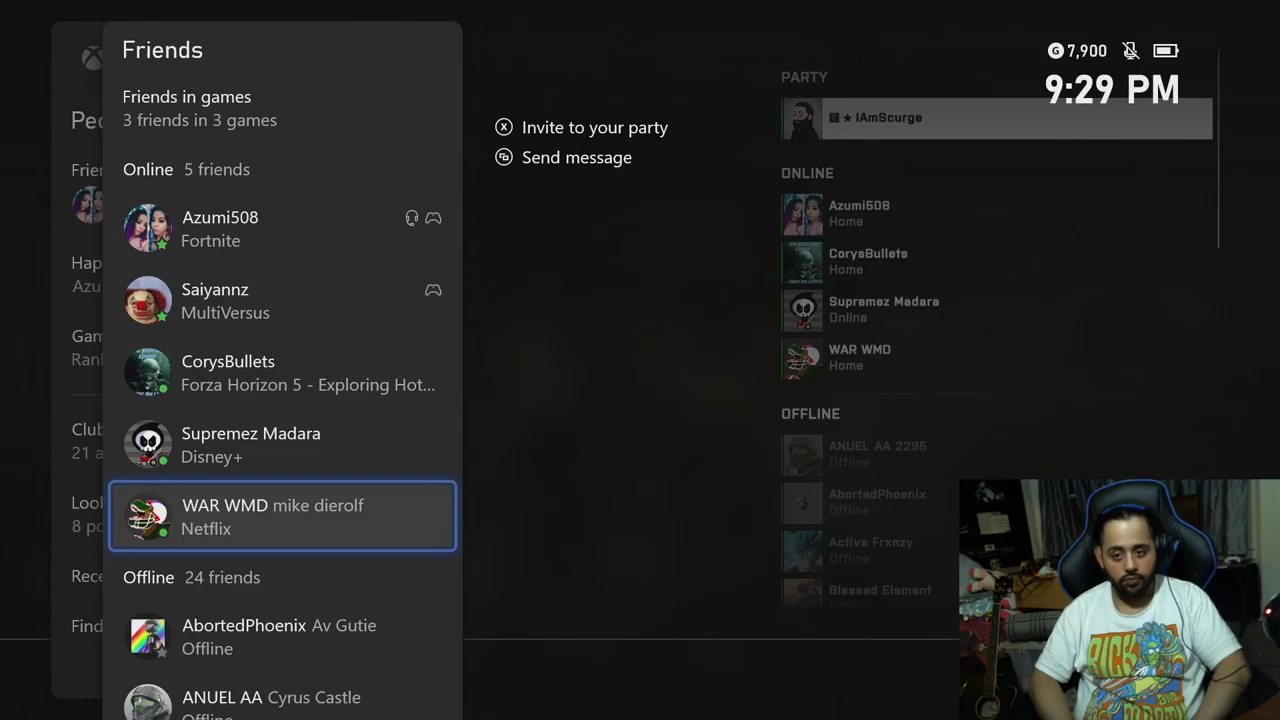 Friends
Friends in games
3 friends in 3 games
Online 5 friends
Azumi508
Fortnite
Saiyannz
MultiVersus
CorysBullets
Forza Horizon 5 - Exploring Hot...
Supremez Madara
Disney+
WAR WMD mike dierolf
Netflix
Offline 24 friends
AbortedPhoenix Av Gutie
Offline
ANUEL AA Cyrus Castle
Offline
Invite to your party
Send message
7,900
9:29 PM
PARTY
★ IAmScurge
ONLINE
Azumi508
Home
CorysBullets
Home
Supremez Madara
Online
WAR WMD
Home
OFFLINE
ANUEL AA 2295
Offline
AbortedPhoenix
Offline
Active Frxnzy
Offline
Blessed Element
Offline